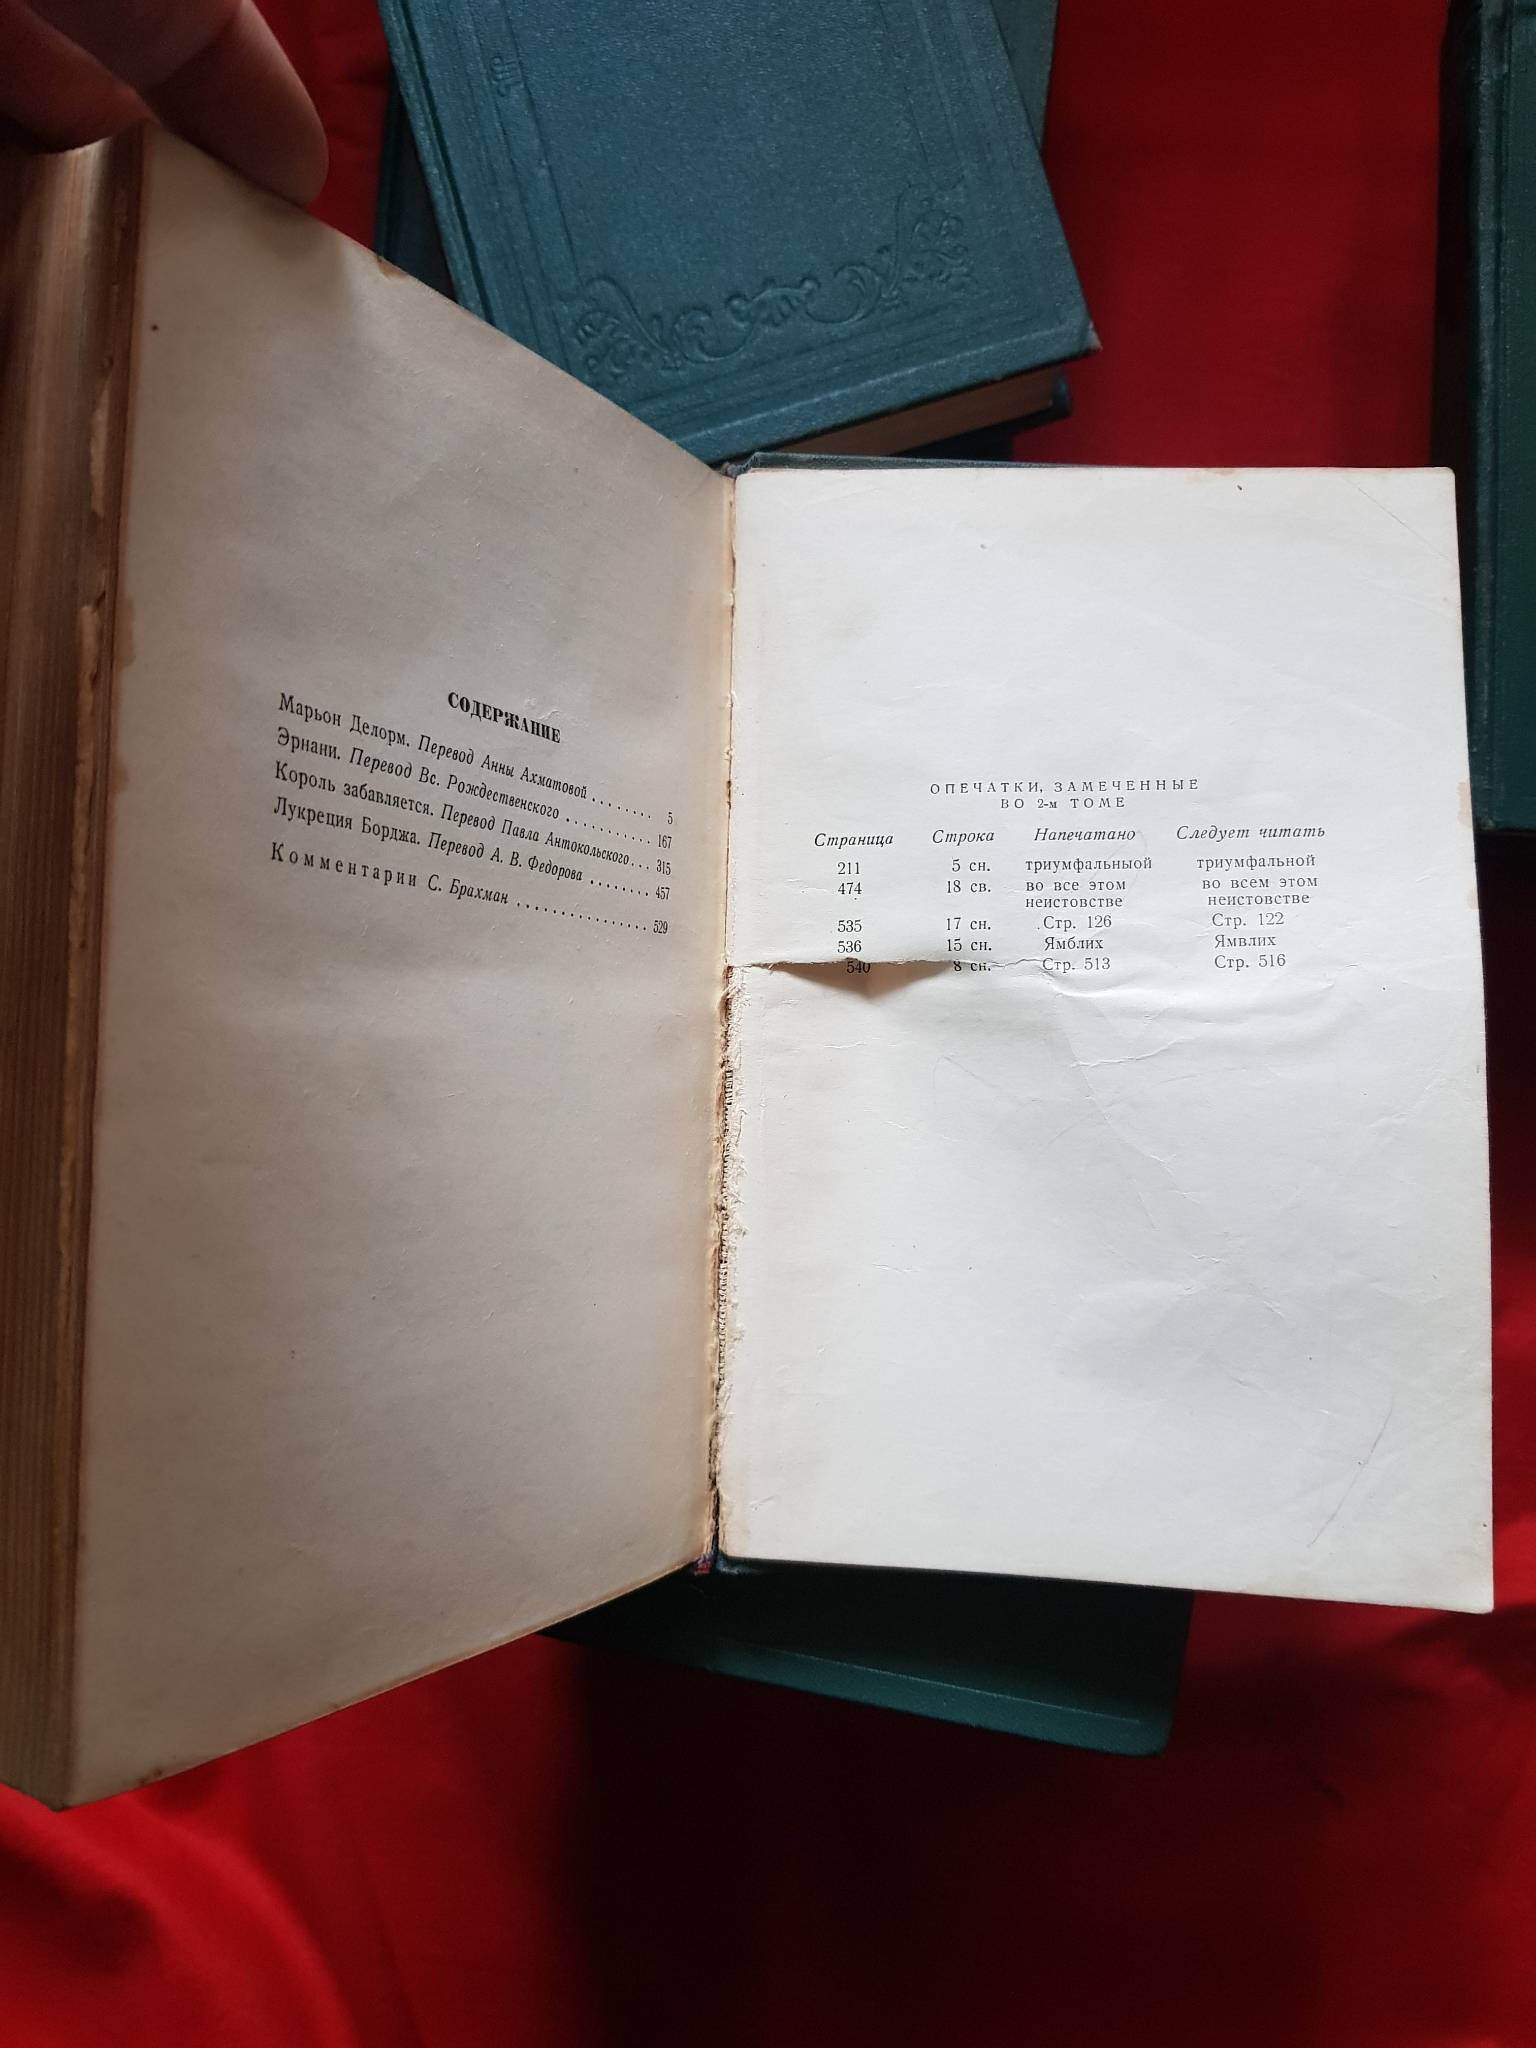 СОДЕРЖАНИЕ
Марьон Делорм. Перевод Анны Ахматовой . . . . . . . . 5
Эрнани. Перевод Вс. Рождественского . . . . . . . . . . . 167
Король забавляется. Перевод Павла Антокольского . . . 315
Лукреция Борджа. Перевод А. В. Федорова . . . . . . . . 457
Комментарии С. Брахман . . . . . . . . . . . . . . . . 529
ОПЕЧАТКИ, ЗАМЕЧЕННЫЕ
ВО 2-м ТОМЕ
Страница Строка Напечатано Следует читать
211 5 сн. триумфальныой триумфальной
474 18 св. во все этом во всем этом
неистовстве неистовстве
535 17 сн. Стр. 126 Стр. 122
536 15 сн. Ямблих Ямвлих
540 8 сн. Стр. 513 Стр. 516